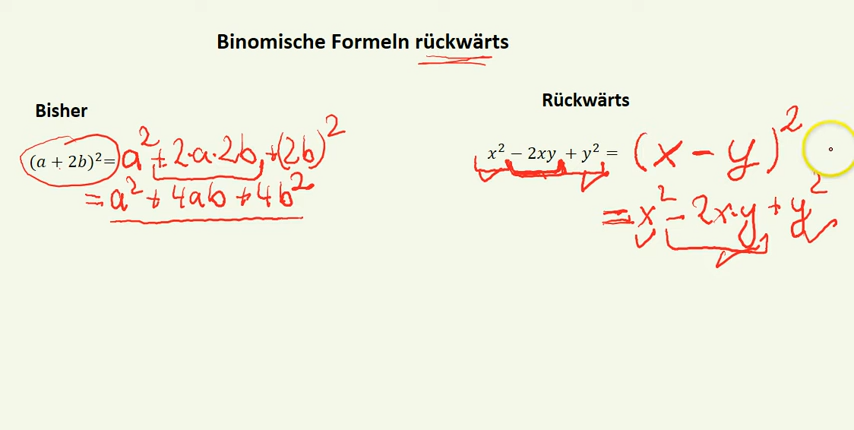 Binomische Formeln rückwärts
Bisher
(a + 2b)²= a² + 2·a·2b + (2b)²
= a² + 4ab + 4b²
Rückwärts
x² − 2xy + y² = (x − y)²
= x² − 2x·y + y²